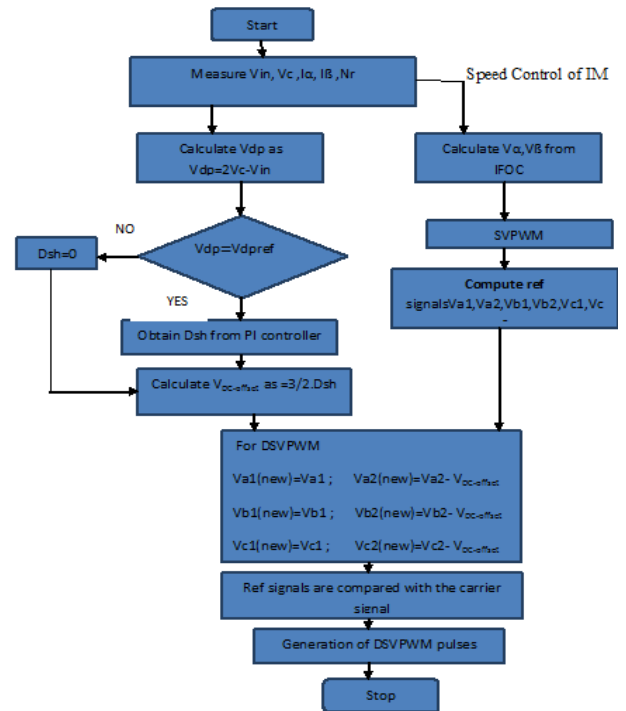 Start
Measure Vin, Vc ,Iα, Iß ,Nr
Speed Control of IM
Calculate Vdp as
Vdp=2Vc-Vin
Calculate Vα,Vß from
IFOC
NO
Dsh=0
Vdp=Vdpref
SVPWM
YES
Compute ref
signalsVa1,Va2,Vb1,Vb2,Vc1,Vc
Obtain Dsh from PI controller
Calculate VDC-offset as =3/2.Dsh
For DSVPWM
Va1(new)=Va1 ; Va2(new)=Va2- VDC-offset
Vb1(new)=Vb1 ; Vb2(new)=Vb2- VDC-offset
Vc1(new)=Vc1 ; Vc2(new)=Vc2- VDC-offset
Ref signals are compared with the carrier
signal
Generation of DSVPWM pulses
Stop